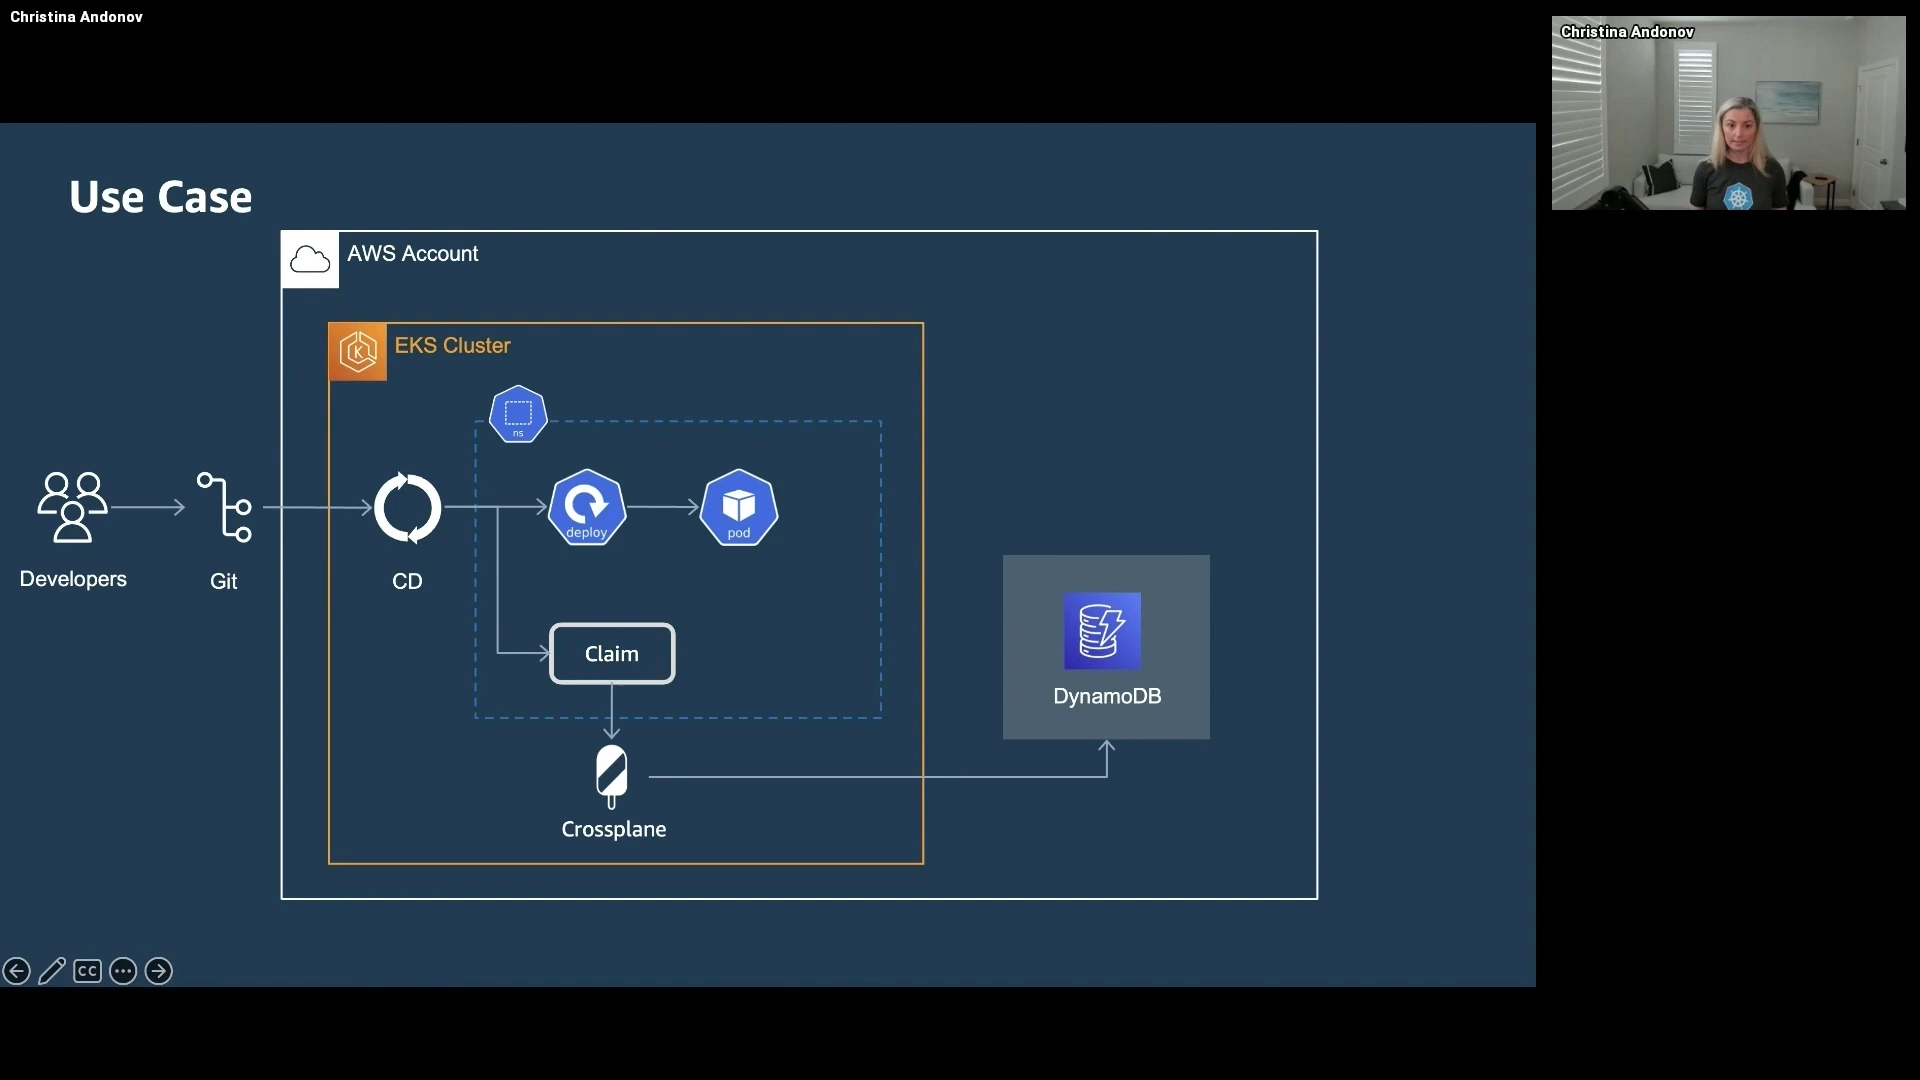 Christina Andonov
Christina Andonov
Use Case
AWS Account
EKS Cluster
ns
deploy
pod
Developers
Git
CD
Claim
DynamoDB
Crossplane
CC